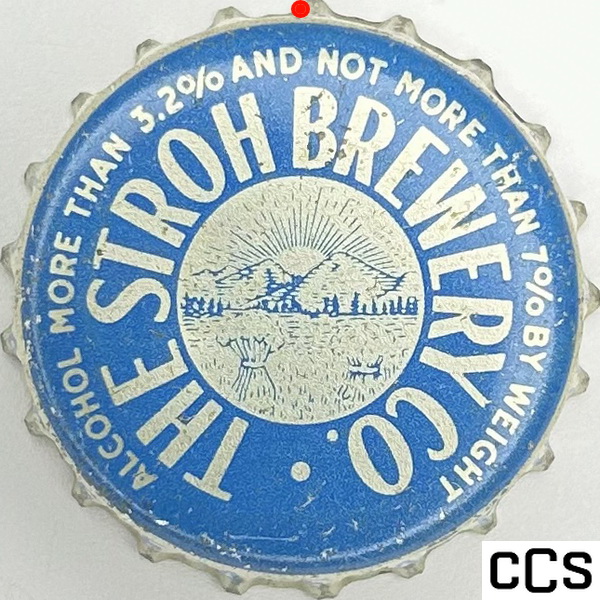 ALCOHOL MORE THAN 3.2% AND NOT MORE THAN 7% BY WEIGHT
THE STROH BREWERY CO. •
CCS